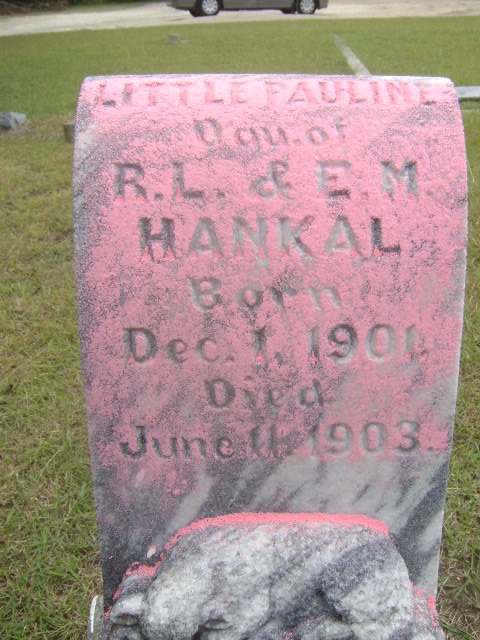 LITTLE PAULINE
Dau. of
R.L. & E.M.
HANKAL
Born
Dec. 1, 1901.
Died
June 11, 1903.